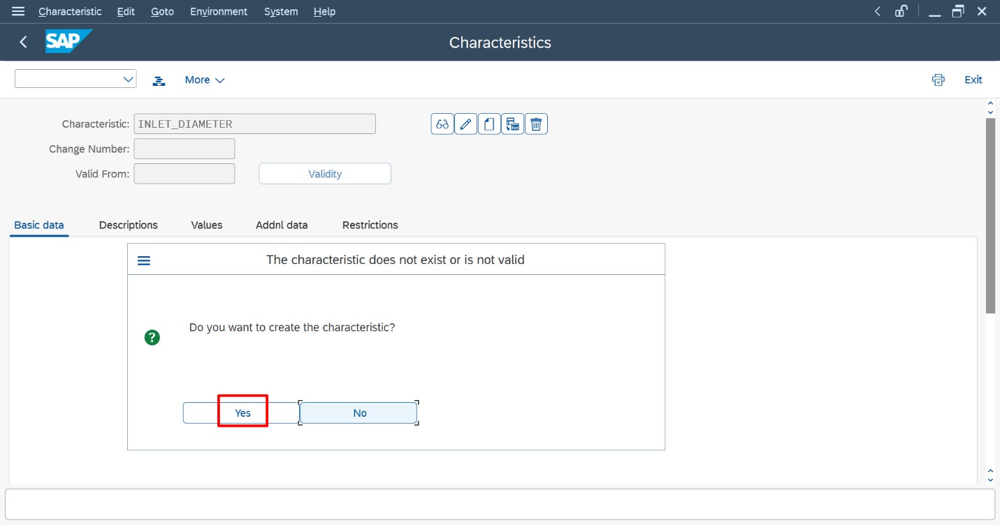 Characteristic Edit Goto Environment System Help
SAP Characteristics
More Exit
Characteristic: INLET_DIAMETER
Change Number:
Valid From: Validity
Basic data Descriptions Values Addnl data Restrictions
The characteristic does not exist or is not valid
Do you want to create the characteristic?
?
Yes No